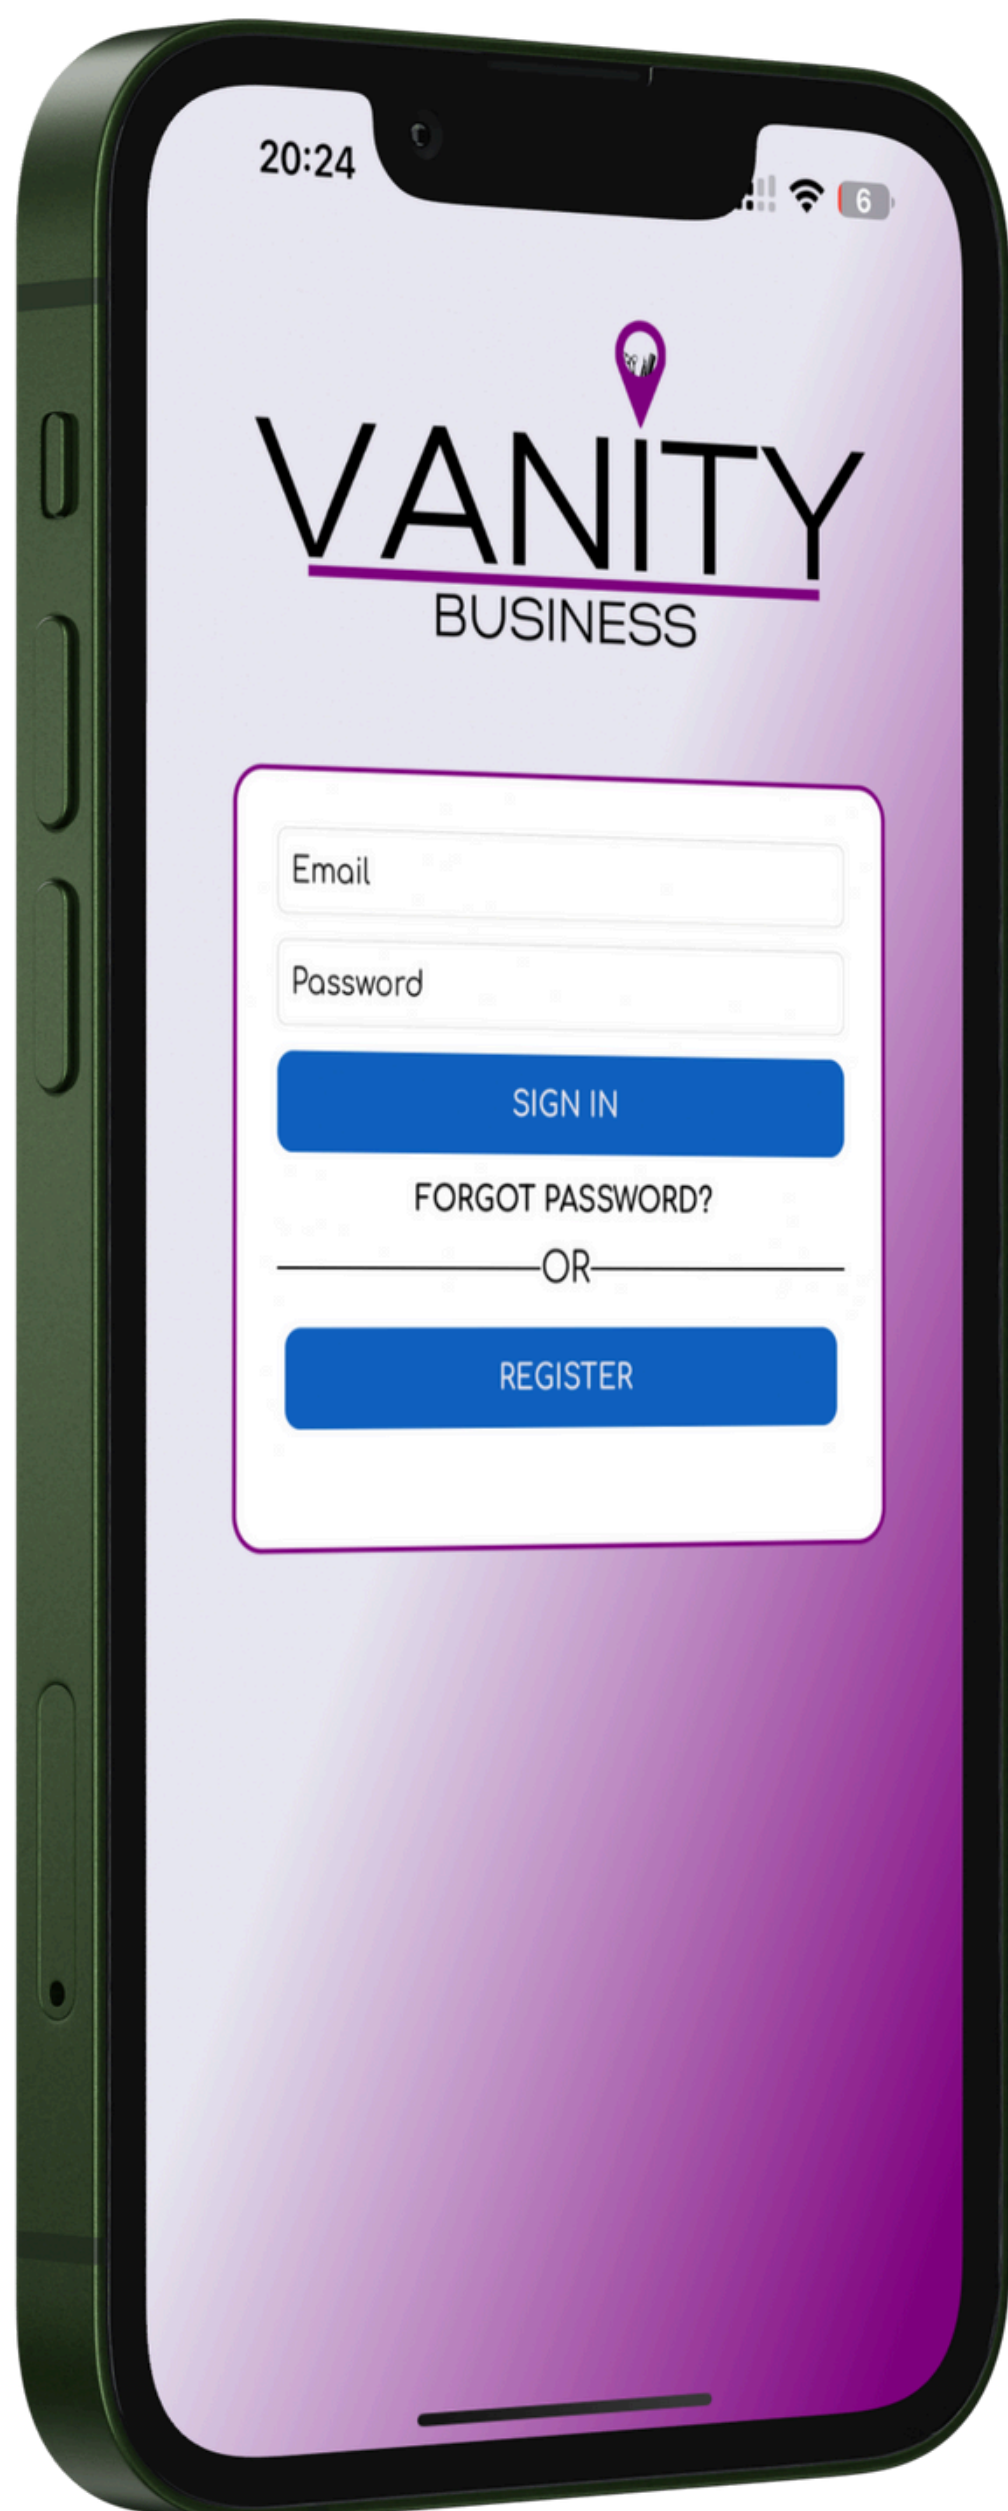 20:24
6
VANITY
BUSINESS
Email
Password
SIGN IN
FORGOT PASSWORD?
OR
REGISTER